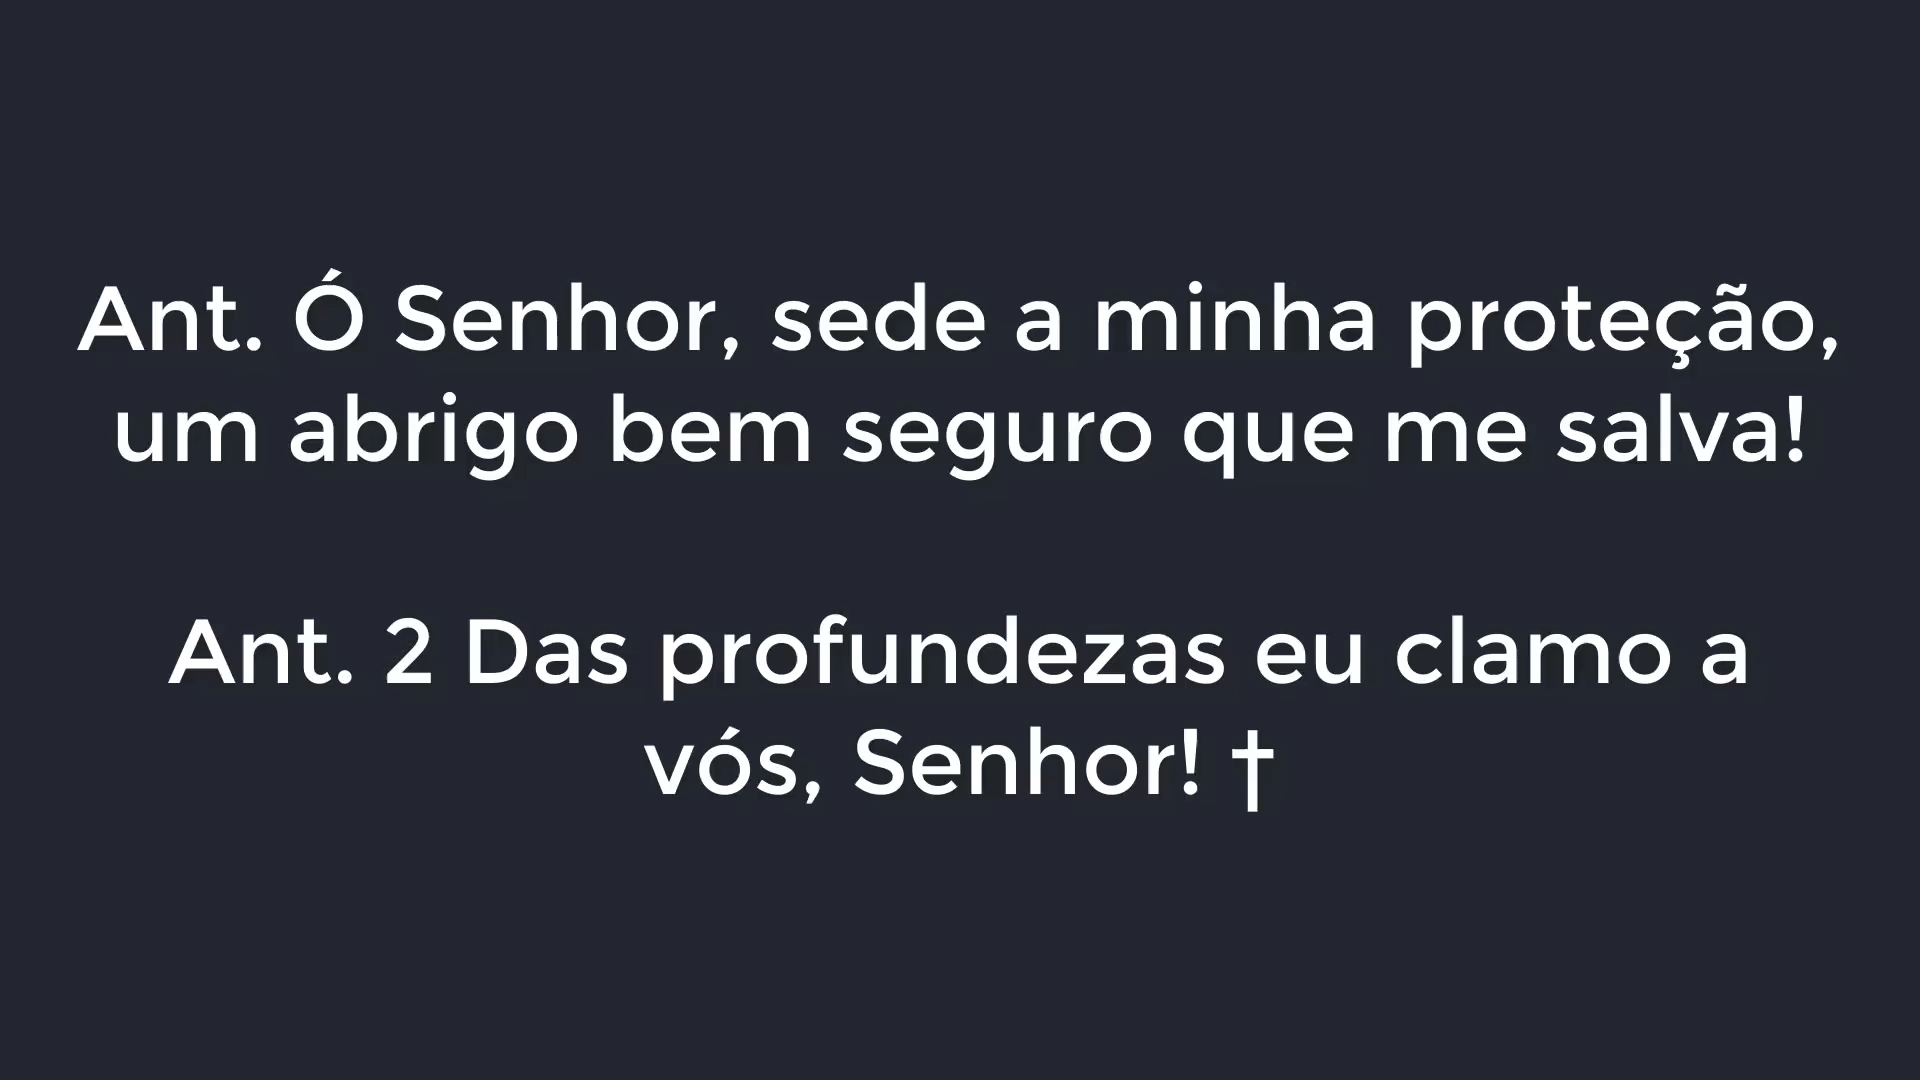 Ant. Ó Senhor, sede a minha proteção,
um abrigo bem seguro que me salva!
Ant. 2 Das profundezas eu clamo a
vós, Senhor! †